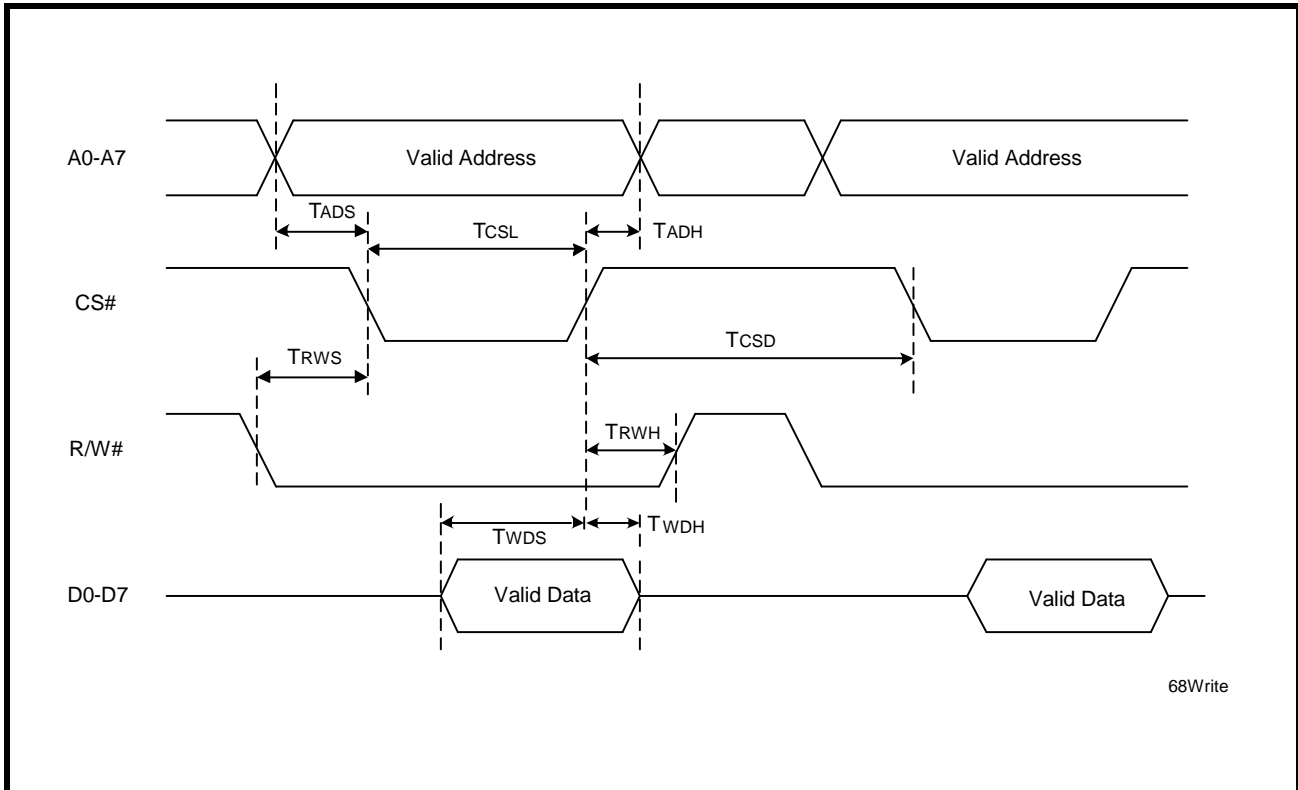 A0-A7
Valid Address
Valid Address
TADS
TCSL
TADH
CS#
TCSD
TRWS
R/W#
TRWH
TWDS
TWDH
D0-D7
Valid Data
Valid Data
68Write